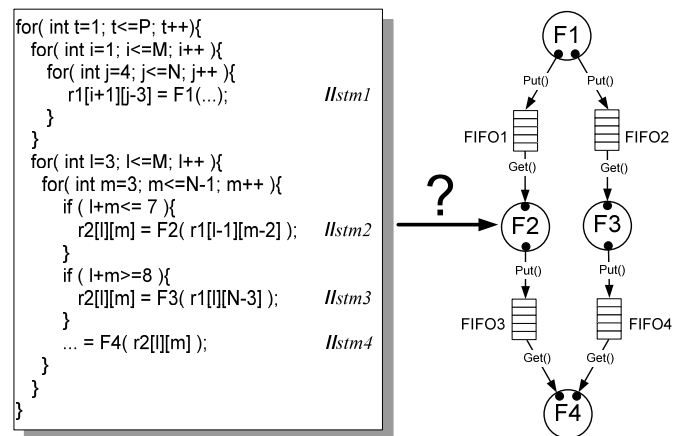 for( int t=1; t<=P; t++){
for( int i=1; i<=M; i++ ){
for( int j=4; j<=N; j++ ){
r1[i+1][j-3] = F1(...); //stm1
}
}
for( int l=3; l<=M; l++ ){
for( int m=3; m<=N-1; m++ ){
if ( l+m<= 7 ){
r2[l][m] = F2( r1[l-1][m-2] ); //stm2
}
if ( l+m>=8 ){
r2[l][m] = F3( r1[l][N-3] ); //stm3
}
... = F4( r2[l][m] ); //stm4
}
}
}
?
F1
Put() Put()
FIFO1 FIFO2
Get() Get()
F2 F3
Put() Put()
FIFO3 FIFO4
Get() Get()
F4